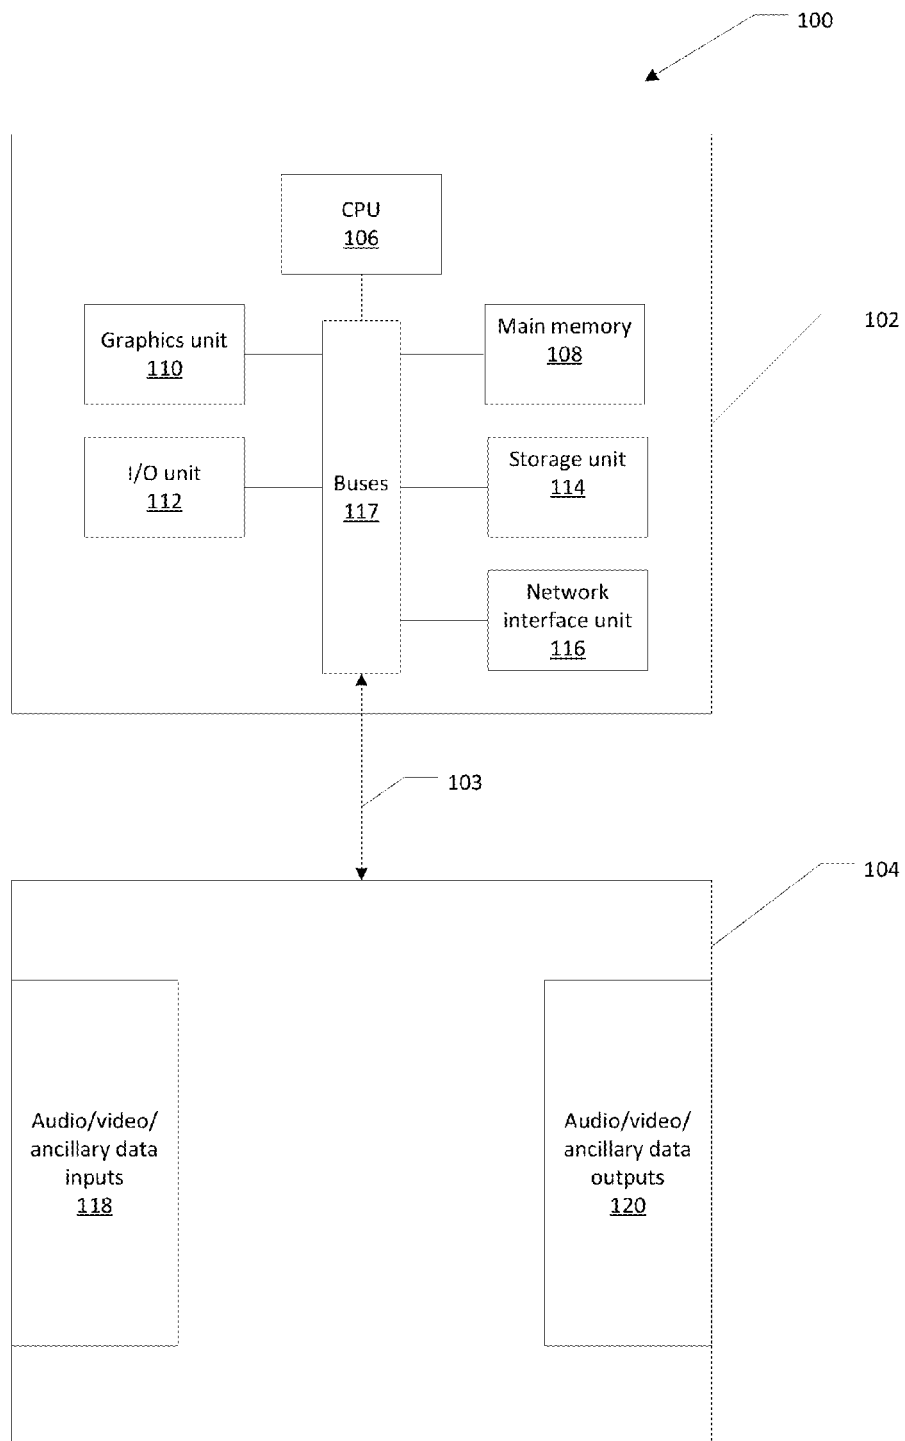 100
CPU
106
102
Graphics unit
110
Main memory
108
I/O unit
112
Buses
117
Storage unit
114
Network
interface unit
116
103
104
Audio/video/
ancillary data
inputs
118
Audio/video/
ancillary data
outputs
120